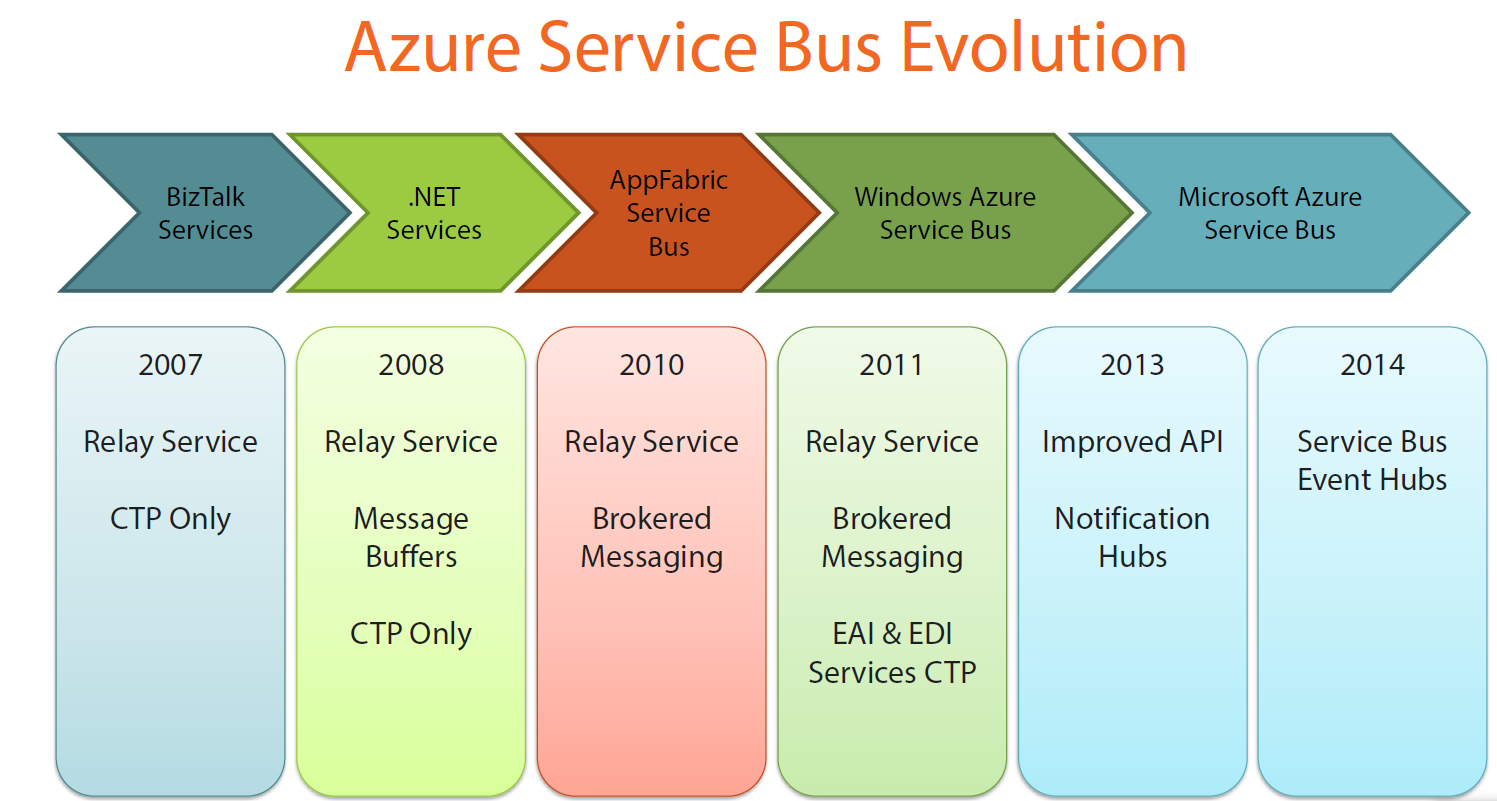 Azure Service Bus Evolution
BizTalk
Services
.NET
Services
AppFabric
Service
Bus
Windows Azure
Service Bus
Microsoft Azure
Service Bus
2007
Relay Service
CTP Only
2008
Relay Service
Message
Buffers
CTP Only
2010
Relay Service
Brokered
Messaging
2011
Relay Service
Brokered
Messaging
EAI & EDI
Services CTP
2013
Improved API
Notification
Hubs
2014
Service Bus
Event Hubs